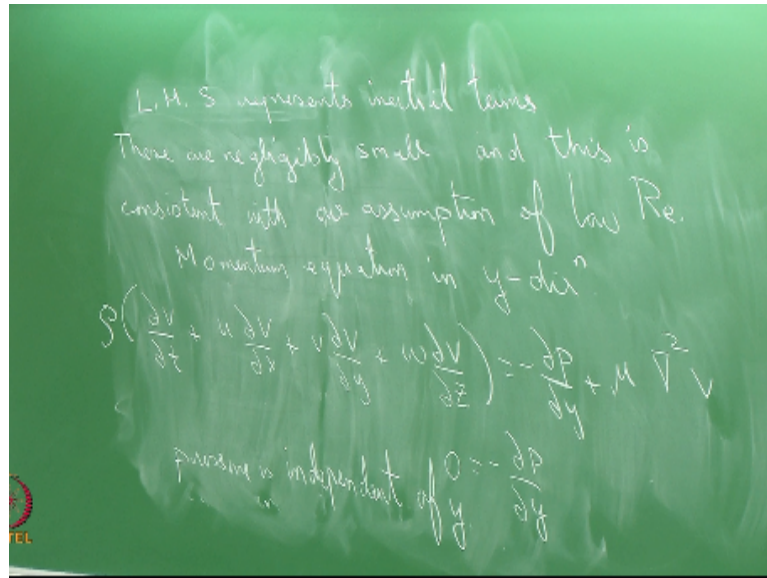 L.H.S represents inertial terms
These are negligibly small and this is
consistent with our assumption of low Re.
Momentum equation in y-dirⁿ
ρ(∂v/∂t + u ∂v/∂x + v ∂v/∂y + w ∂v/∂z) = -∂p/∂y + μ ∇²v
pressure is independent of y 0 = -∂p/∂y
TEL